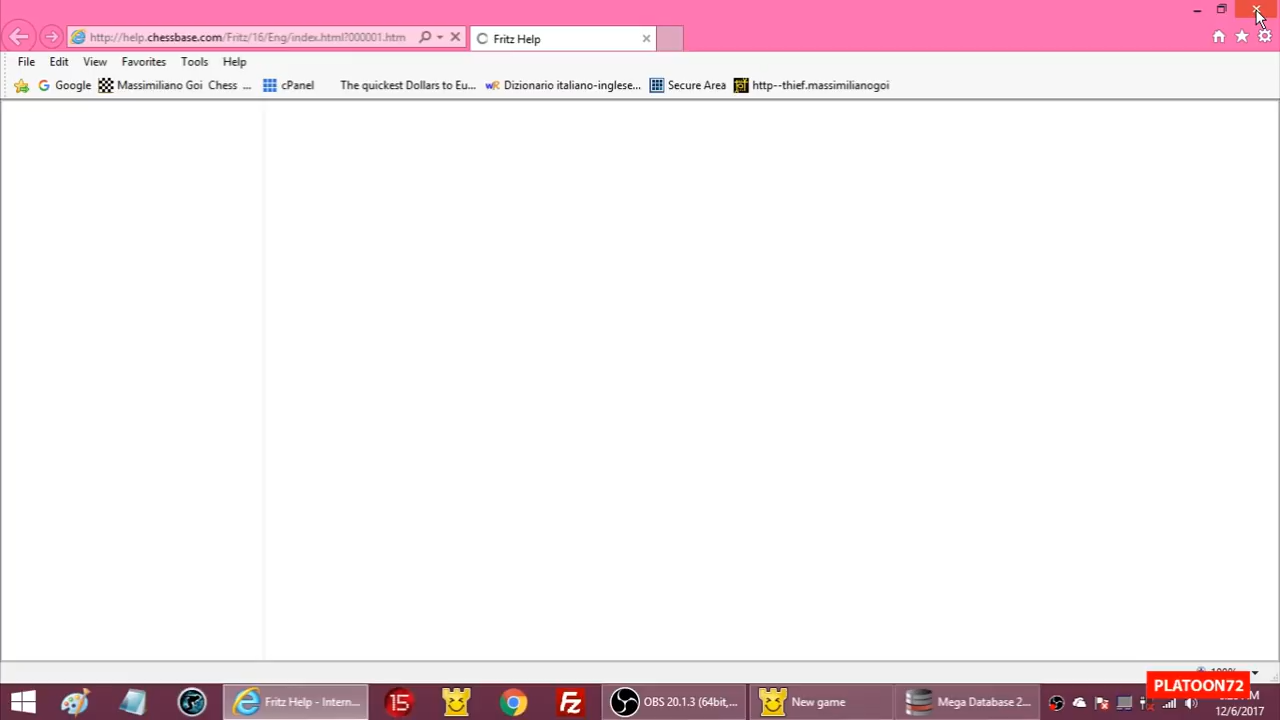 http://help.chessbase.com/Fritz/16/Eng/index.html?000001.htm
Fritz Help
File Edit View Favorites Tools Help
Google Massimiliano Goi Chess ... cPanel The quickest Dollars to Eu... Dizionario italiano-inglese... Secure Area http--thief.massimilianogoi
100%
PLATOON72
Fritz Help - Intern... 15 FZ OBS 20.1.3 (64bit,... New game Mega Database 2...
12/6/2017